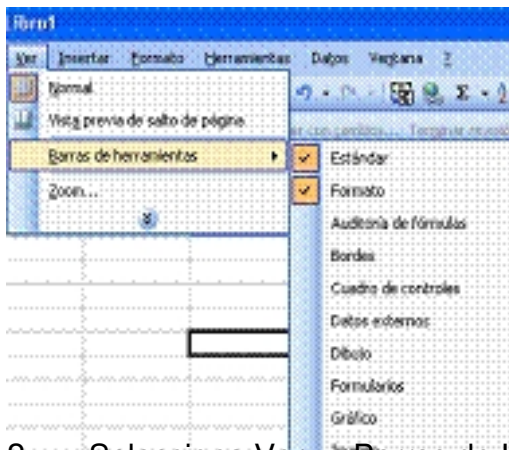 Libro1
Ver Insertar Formato Herramientas Datos Ventana ?
Normal
Vista previa de salto de página
Barras de herramientas
Zoom...
Estándar
Formato
Auditoría de fórmulas
Bordes
Cuadro de controles
Datos externos
Dibujo
Formularios
Gráfico